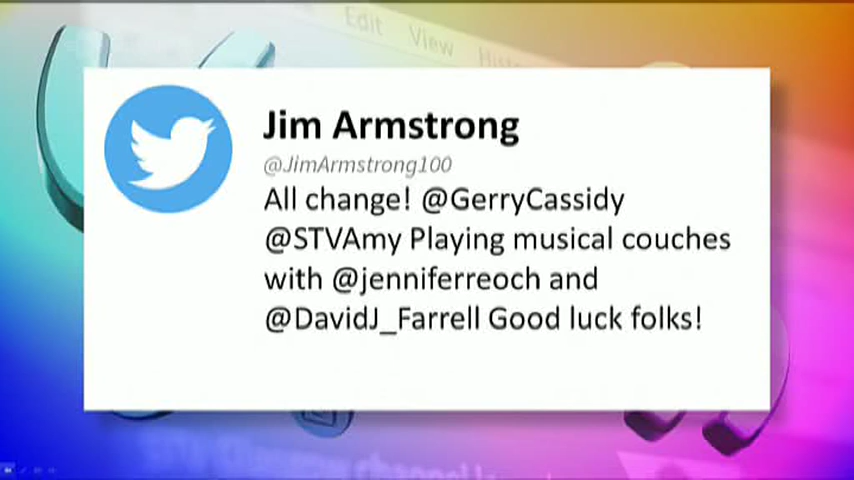 Edit View
Jim Armstrong
@JimArmstrong100
All change! @GerryCassidy
@STVAmy Playing musical couches
with @jenniferreoch and
@DavidJ_Farrell Good luck folks!